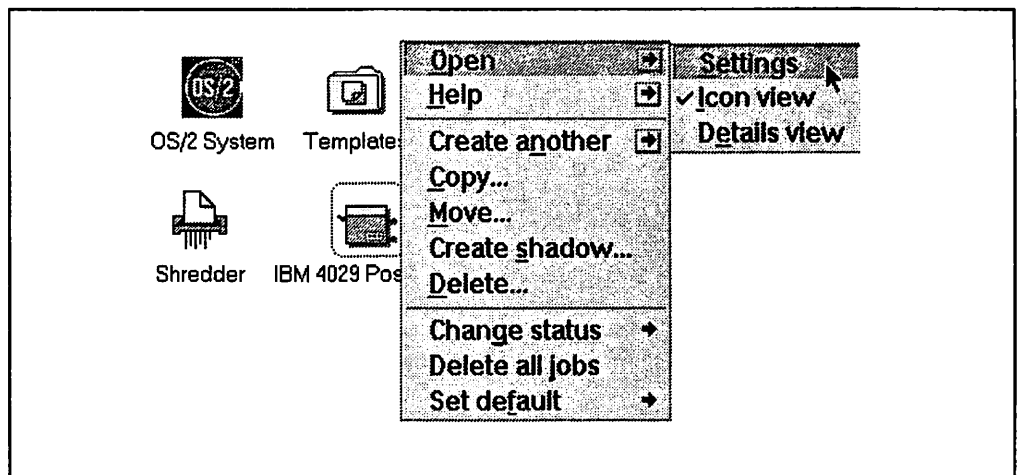 OS/2
OS/2 System
Templates
Shredder
IBM 4029 Pos
Open
Help
Create another
Copy...
Move...
Create shadow...
Delete...
Change status
Delete all jobs
Set default
Settings
✓ Icon view
Details view